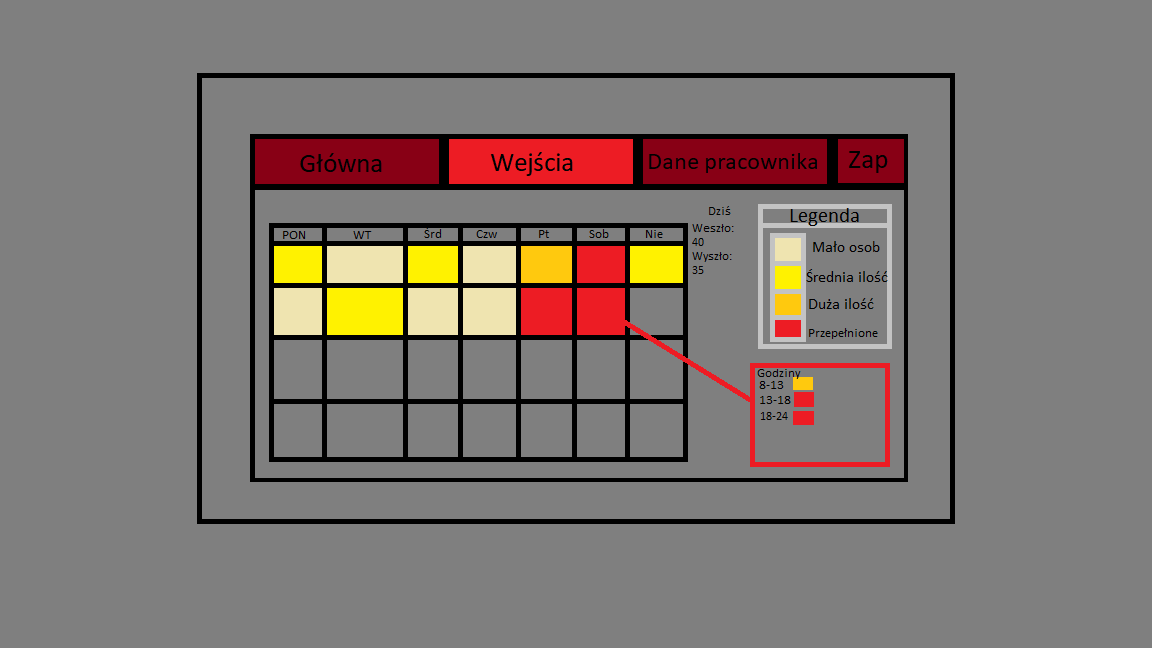 Główna Wejścia Dane pracownika Zap
Dziś
Weszło:
40
Wyszło:
35
PON WT Śrd Czw Pt Sob Nie
Legenda
Mało osob
Średnia ilość
Duża ilość
Przepełnione
Godziny
8-13
13-18
18-24